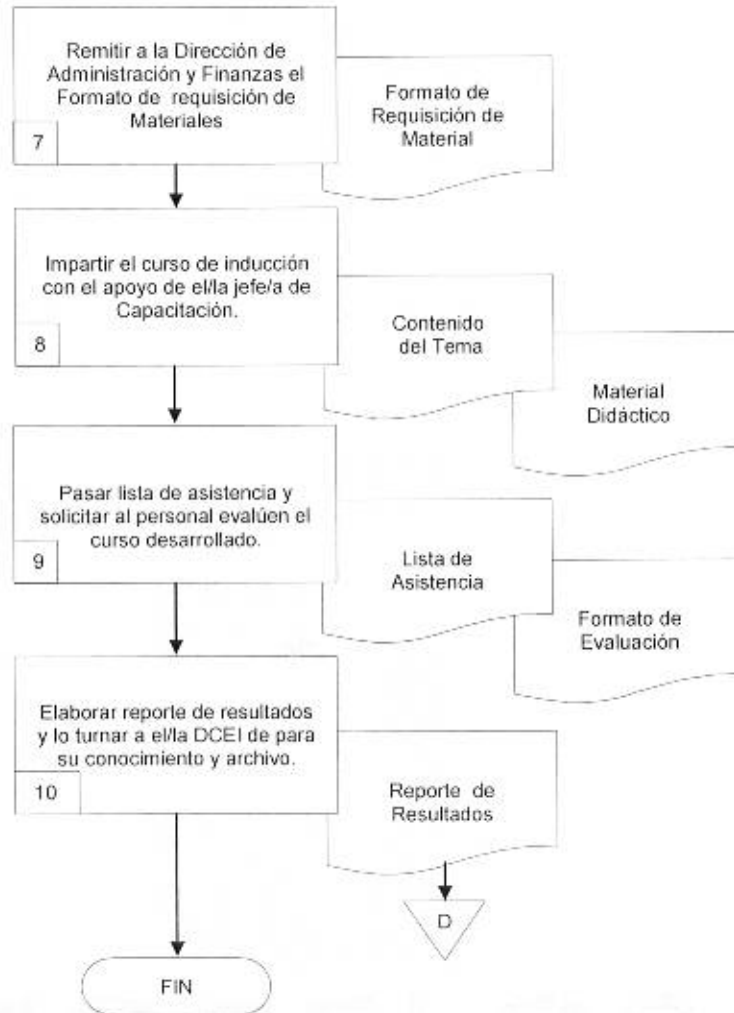 Remitir a la Dirección de
Administración y Finanzas el
Formato de requisición de
Materiales
7
Formato de
Requisición de
Material
Impartir el curso de inducción
con el apoyo de el/la jefe/a de
Capacitación.
8
Contenido
del Tema
Material
Didáctico
Pasar lista de asistencia y
solicitar al personal evalúen el
curso desarrollado.
9
Lista de
Asistencia
Formato de
Evaluación
Elaborar reporte de resultados
y lo turnar a el/la DCEI de para
su conocimiento y archivo.
10
Reporte de
Resultados
D
FIN